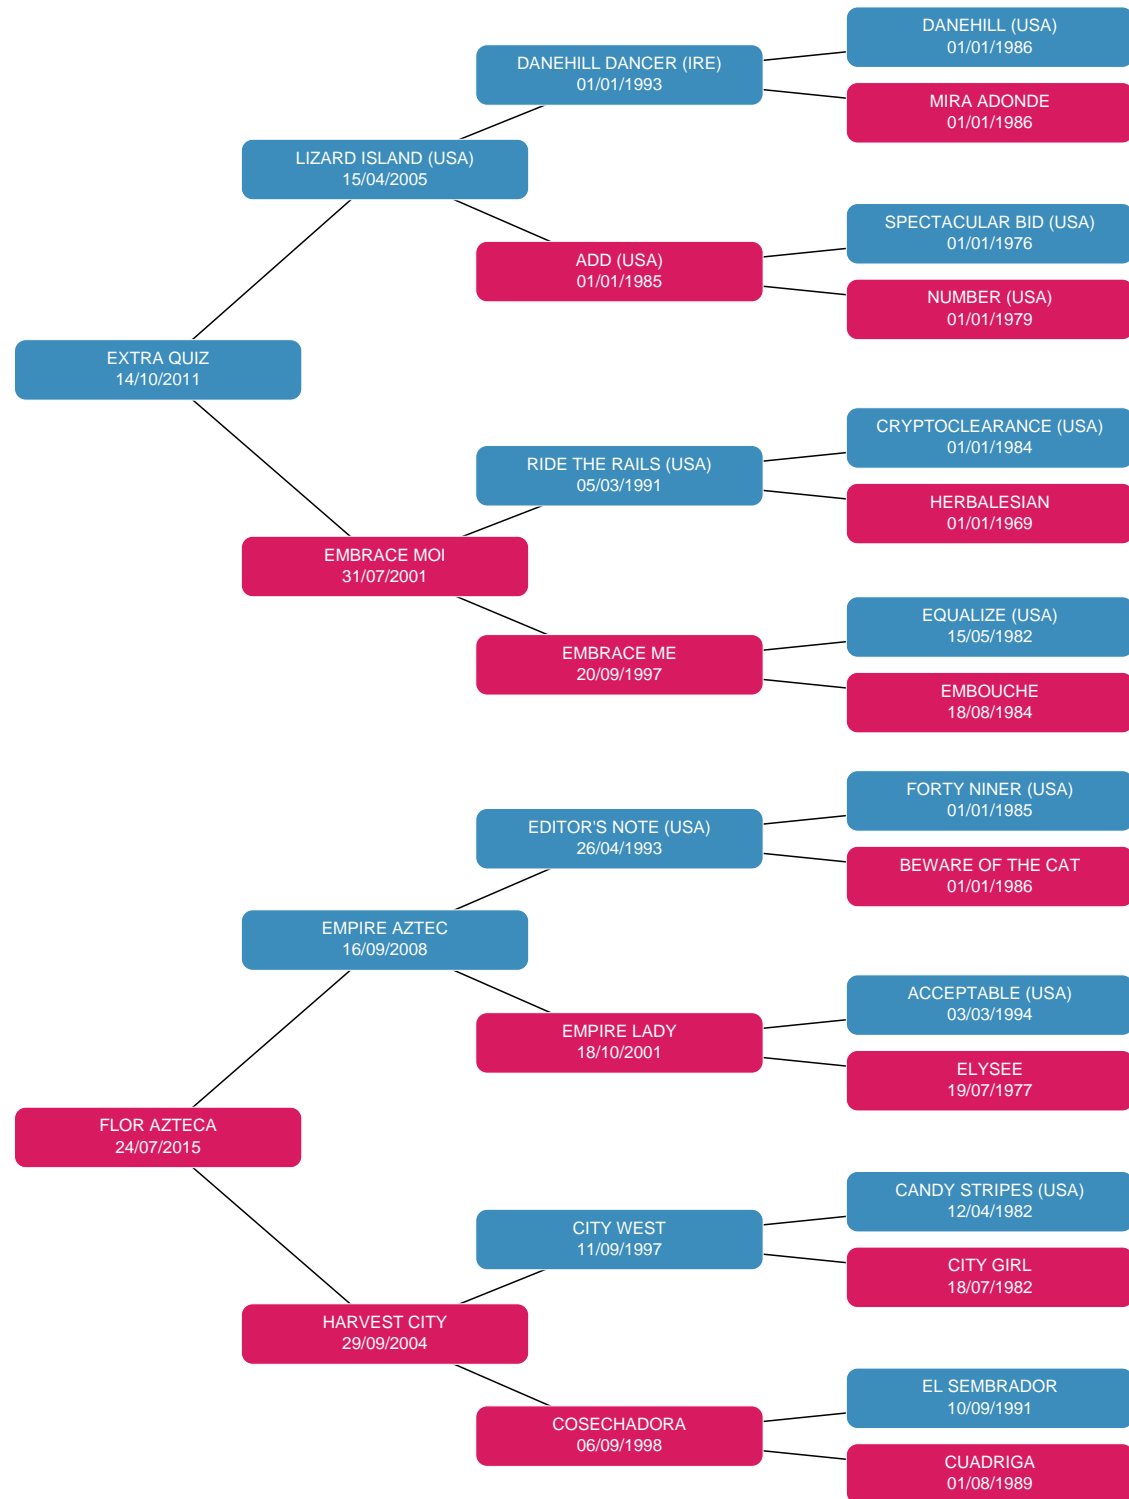 DANEHILL (USA)
01/01/1986
DANEHILL DANCER (IRE)
01/01/1993
MIRA ADONDE
01/01/1986
LIZARD ISLAND (USA)
15/04/2005
SPECTACULAR BID (USA)
01/01/1976
ADD (USA)
01/01/1985
NUMBER (USA)
01/01/1979
EXTRA QUIZ
14/10/2011
CRYPTOCLEARANCE (USA)
01/01/1984
RIDE THE RAILS (USA)
05/03/1991
HERBALESIAN
01/01/1969
EMBRACE MOI
31/07/2001
EQUALIZE (USA)
15/05/1982
EMBRACE ME
20/09/1997
EMBOUCHE
18/08/1984
FORTY NINER (USA)
01/01/1985
EDITOR'S NOTE (USA)
26/04/1993
BEWARE OF THE CAT
01/01/1986
EMPIRE AZTEC
16/09/2008
ACCEPTABLE (USA)
03/03/1994
EMPIRE LADY
18/10/2001
ELYSEE
19/07/1977
FLOR AZTECA
24/07/2015
CANDY STRIPES (USA)
12/04/1982
CITY WEST
11/09/1997
CITY GIRL
18/07/1982
HARVEST CITY
29/09/2004
EL SEMBRADOR
10/09/1991
COSECHADORA
06/09/1998
CUADRIGA
01/08/1989